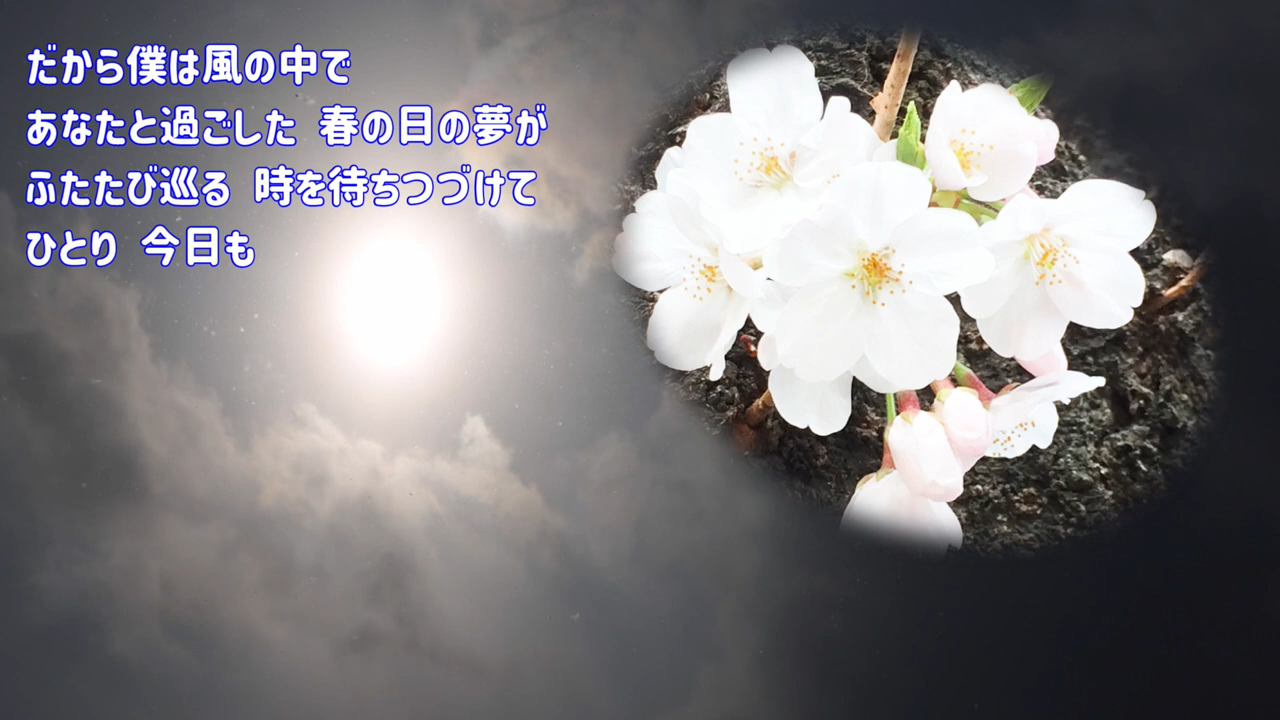 だから僕は風の中で
あなたと過ごした 春の日の夢が
ふたたび巡る 時を待ちつづけて
ひとり 今日も